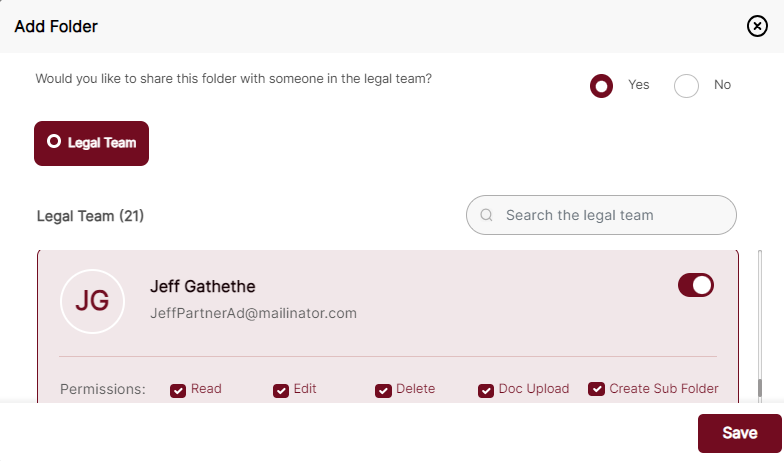 Add Folder
Would you like to share this folder with someone in the legal team?
Yes
No
Legal Team
Legal Team (21)
Search the legal team
JG
Jeff Gathethe
JeffPartnerAd@mailinator.com
Permissions:
Read
Edit
Delete
Doc Upload
Create Sub Folder
Save